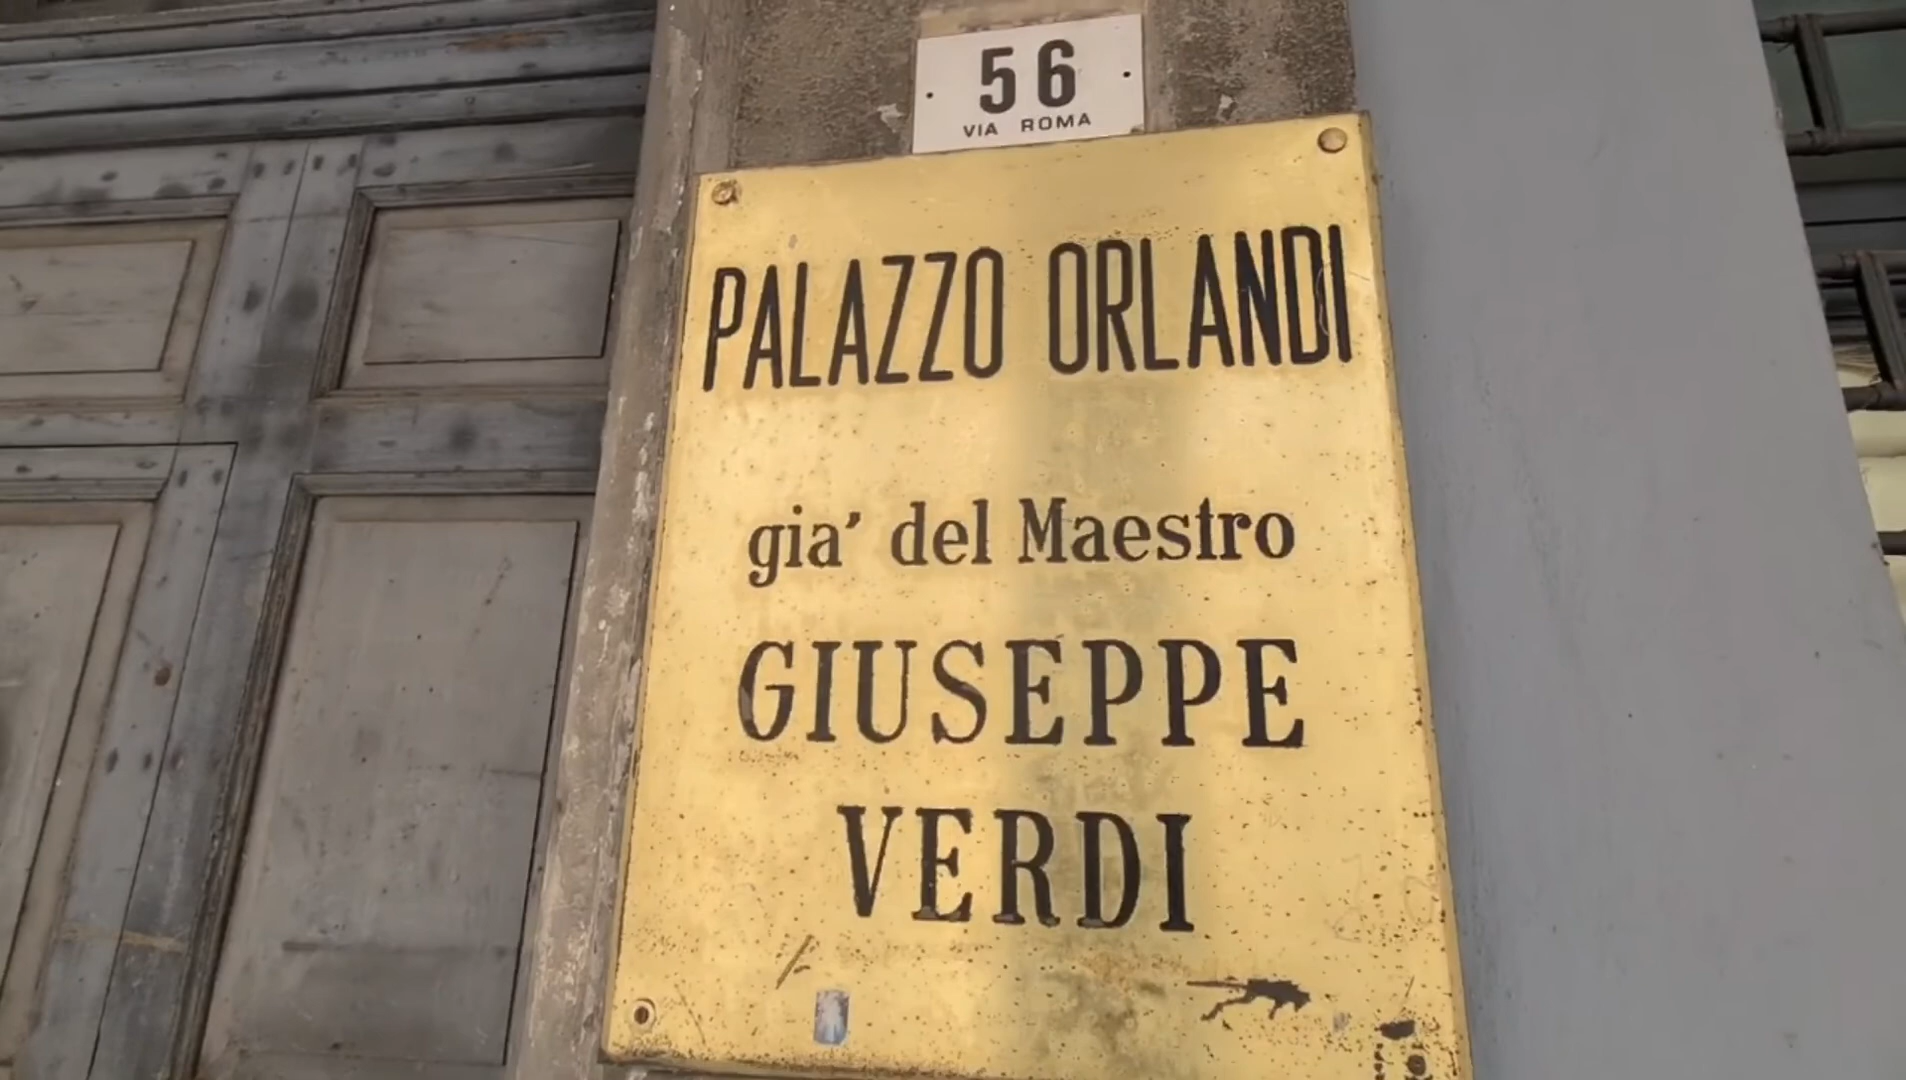 56
VIA ROMA
PALAZZO ORLANDI
gia' del Maestro
GIUSEPPE
VERDI